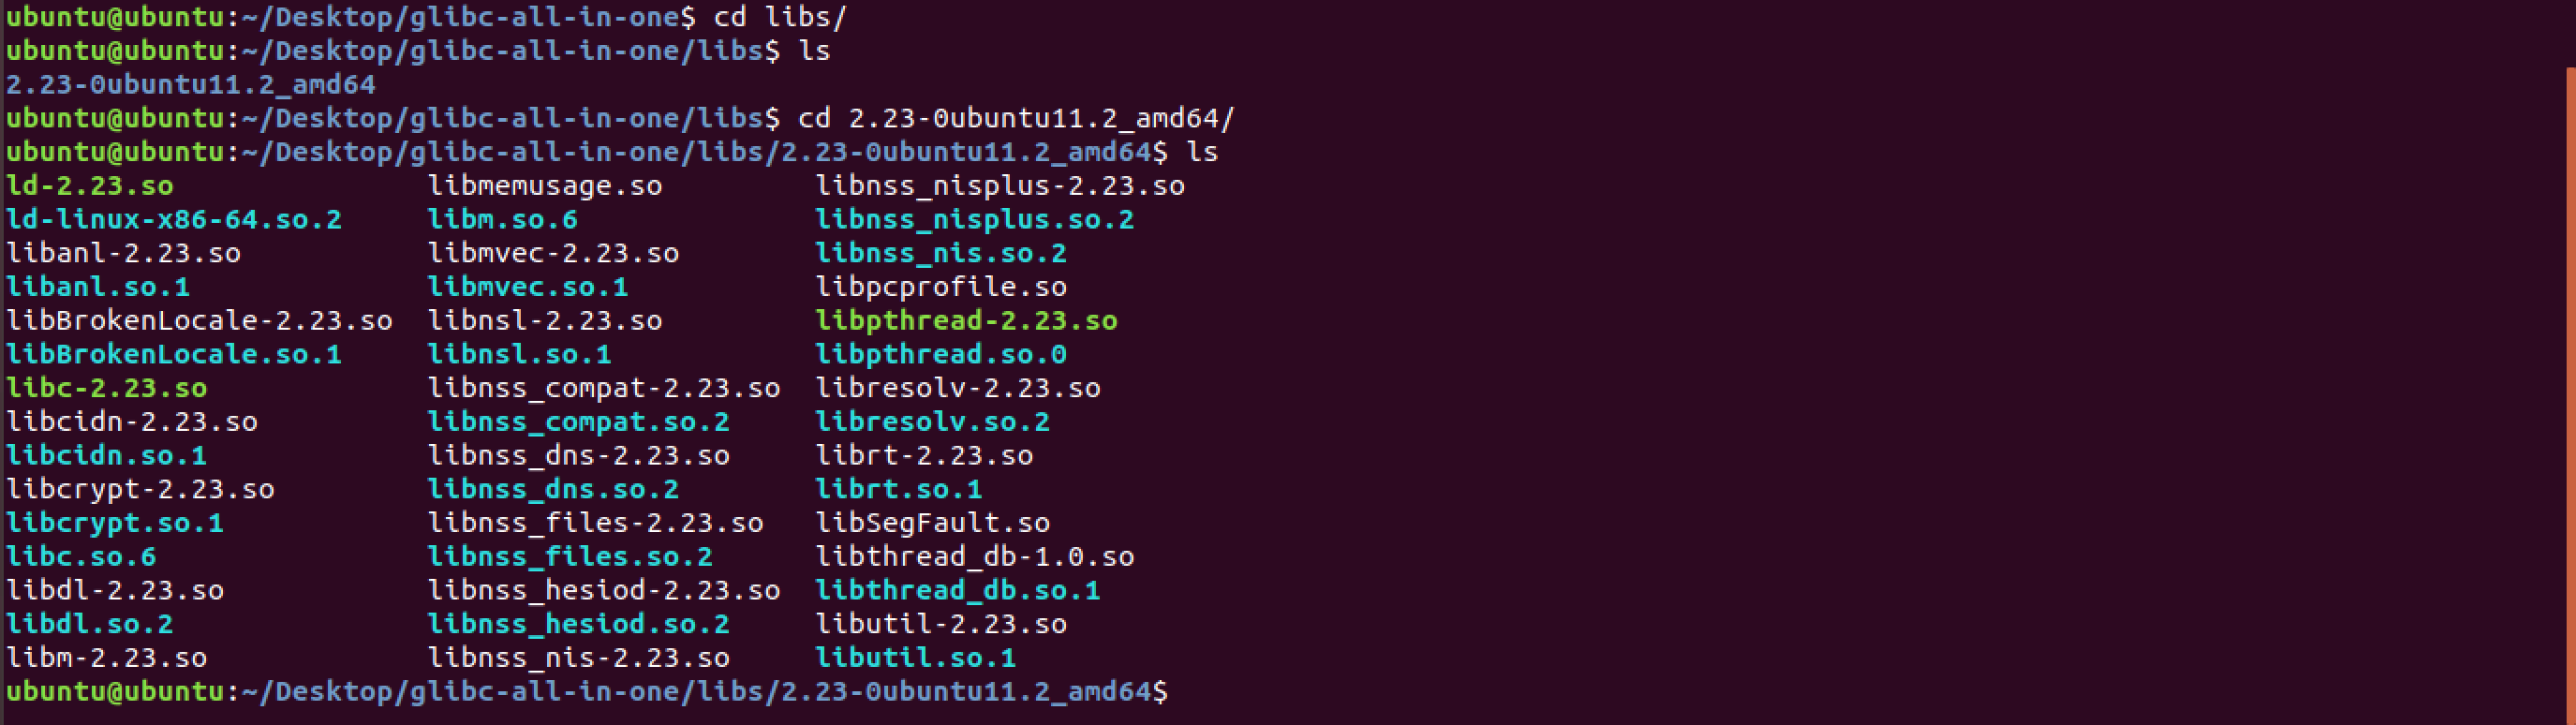 ubuntu@ubuntu:~/Desktop/glibc-all-in-one$ cd libs/
ubuntu@ubuntu:~/Desktop/glibc-all-in-one/libs$ ls
2.23-0ubuntu11.2_amd64
ubuntu@ubuntu:~/Desktop/glibc-all-in-one/libs$ cd 2.23-0ubuntu11.2_amd64/
ubuntu@ubuntu:~/Desktop/glibc-all-in-one/libs/2.23-0ubuntu11.2_amd64$ ls
ld-2.23.so libmemusage.so libnss_nisplus-2.23.so
ld-linux-x86-64.so.2 libm.so.6 libnss_nisplus.so.2
libanl-2.23.so libmvec-2.23.so libnss_nis.so.2
libanl.so.1 libmvec.so.1 libpcprofile.so
libBrokenLocale-2.23.so libnsl-2.23.so libpthread-2.23.so
libBrokenLocale.so.1 libnsl.so.1 libpthread.so.0
libc-2.23.so libnss_compat-2.23.so libresolv-2.23.so
libcidn-2.23.so libnss_compat.so.2 libresolv.so.2
libcidn.so.1 libnss_dns-2.23.so librt-2.23.so
libcrypt-2.23.so libnss_dns.so.2 librt.so.1
libcrypt.so.1 libnss_files-2.23.so libSegFault.so
libc.so.6 libnss_files.so.2 libthread_db-1.0.so
libdl-2.23.so libnss_hesiod-2.23.so libthread_db.so.1
libdl.so.2 libnss_hesiod.so.2 libutil-2.23.so
libm-2.23.so libnss_nis-2.23.so libutil.so.1
ubuntu@ubuntu:~/Desktop/glibc-all-in-one/libs/2.23-0ubuntu11.2_amd64$